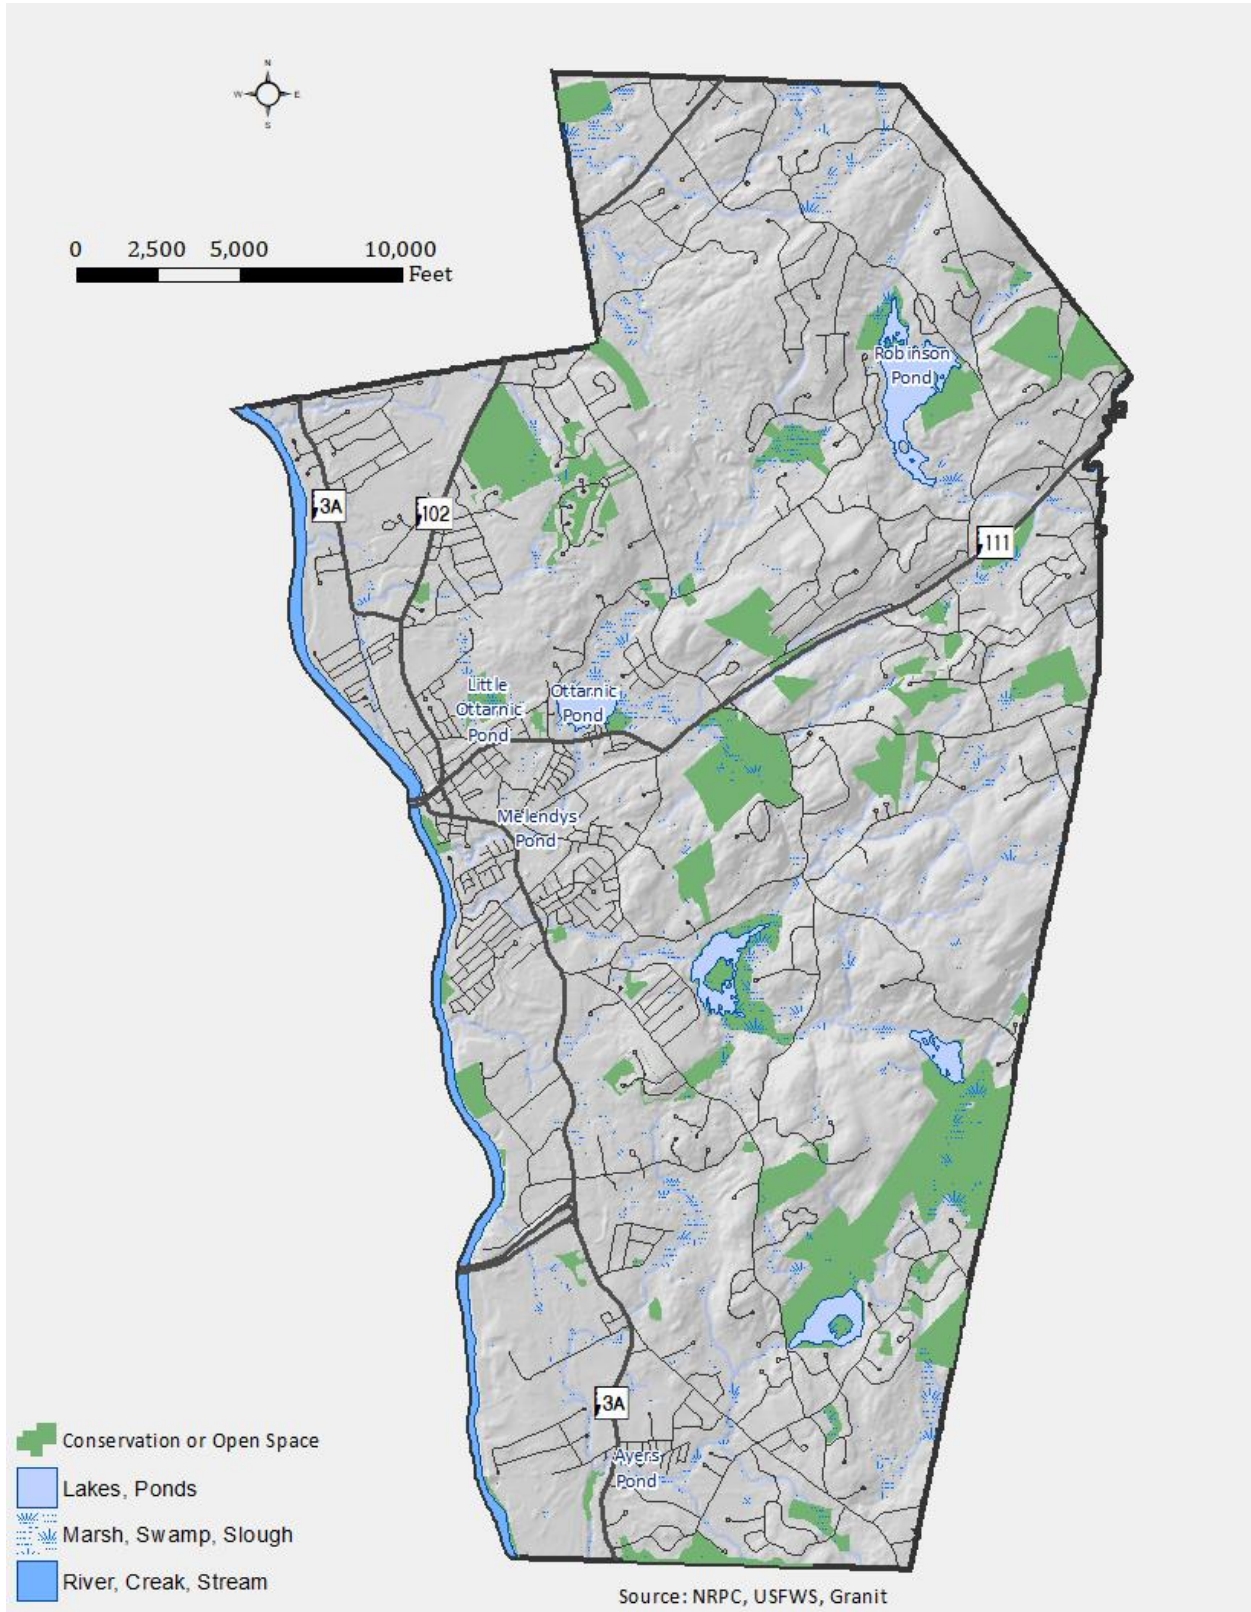 N
W E
S
0 2,500 5,000 10,000
Feet
Robinson
Pond
3A
102
111
Little
Ottarnic
Pond
Ottarnic
Pond
Melendys
Pond
3A
Ayers
Pond
Conservation or Open Space
Lakes, Ponds
Marsh, Swamp, Slough
River, Creak, Stream
Source: NRPC, USFWS, Granit